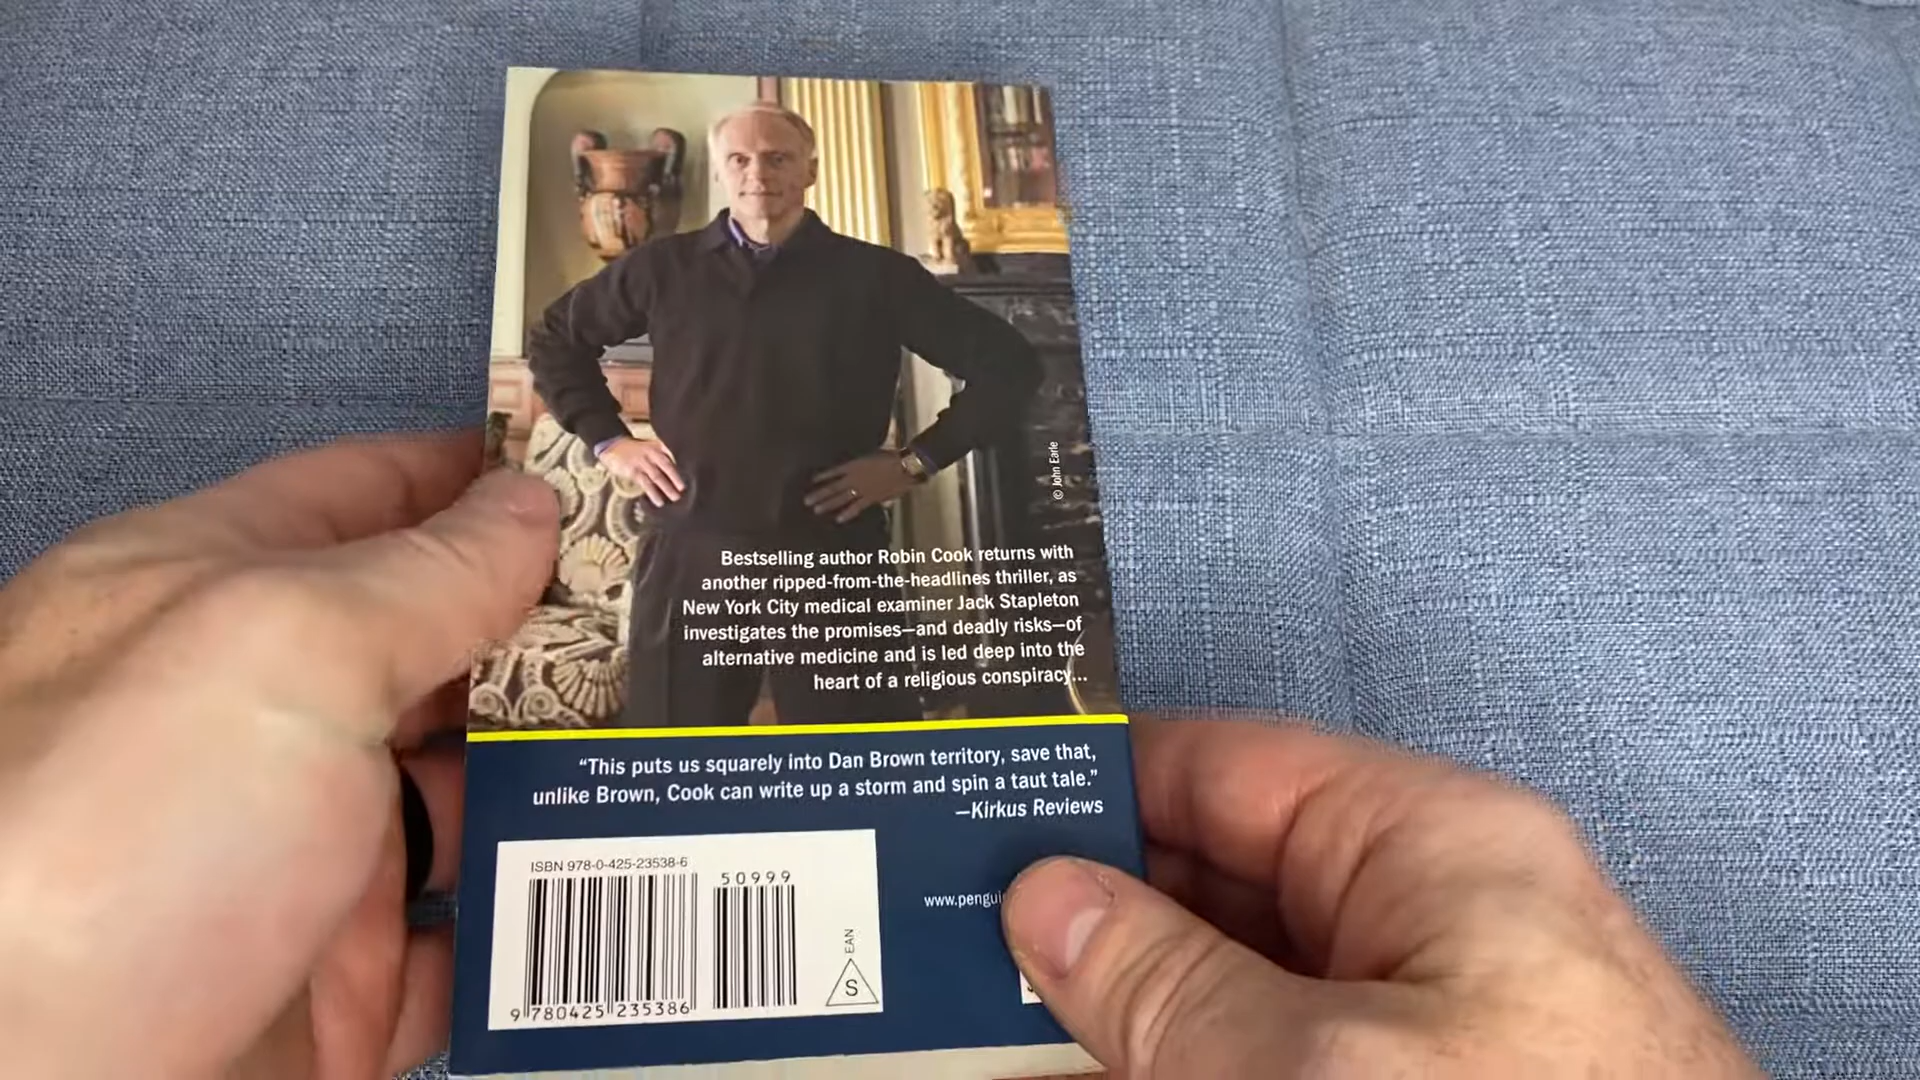 © John Earle
Bestselling author Robin Cook returns with
another ripped-from-the-headlines thriller, as
New York City medical examiner Jack Stapleton
investigates the promises—and deadly risks—of
alternative medicine and is led deep into the
heart of a religious conspiracy...
“This puts us squarely into Dan Brown territory, save that,
unlike Brown, Cook can write up a storm and spin a taut tale.”
—Kirkus Reviews
ISBN 978-0-425-23538-6
50999
EAN
S
9 780425 235386